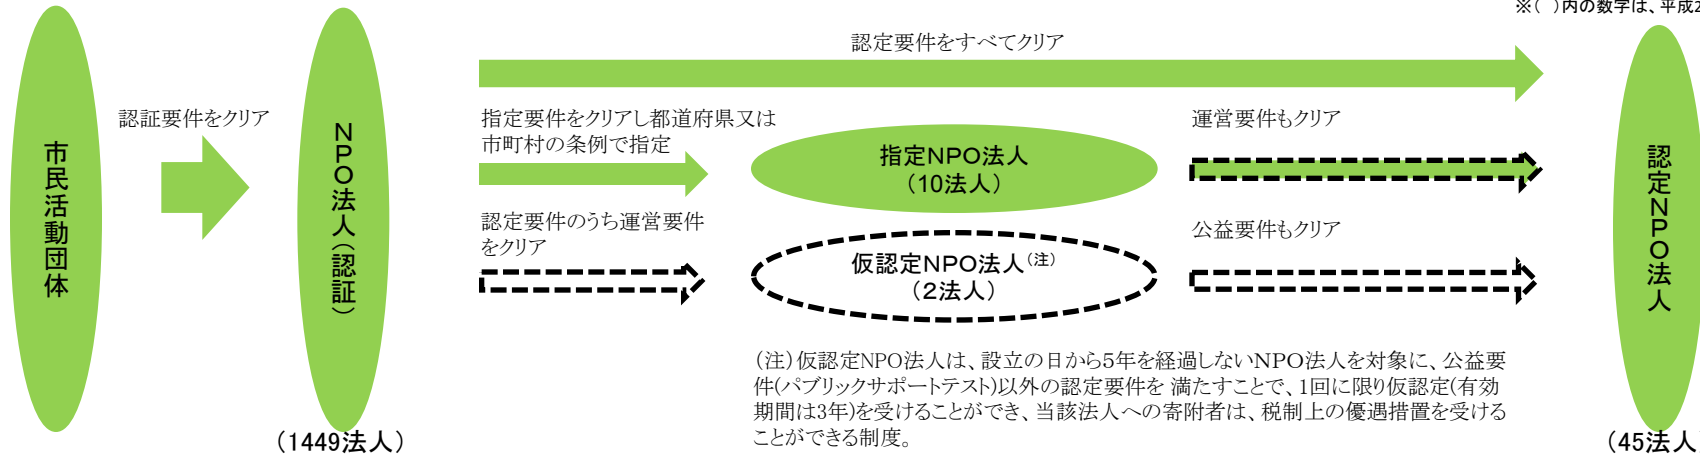 ※(　)内の数字は、平成2
認定要件をすべてクリア
認証要件をクリア
指定要件をクリアし都道府県又は
市町村の条例で指定
運営要件もクリア
市民活動団体
NPO法人(認証)
指定NPO法人
(10法人)
認定NPO法人
認定要件のうち運営要件
をクリア
公益要件もクリア
仮認定NPO法人(注)
(2法人)
(注)仮認定NPO法人は、設立の日から5年を経過しないNPO法人を対象に、公益要
件(パブリックサポートテスト)以外の認定要件を 満たすことで、1回に限り仮認定(有効
期間は3年)を受けることができ、当該法人への寄附者は、税制上の優遇措置を受ける
ことができる制度。
(1449法人)
(45法人